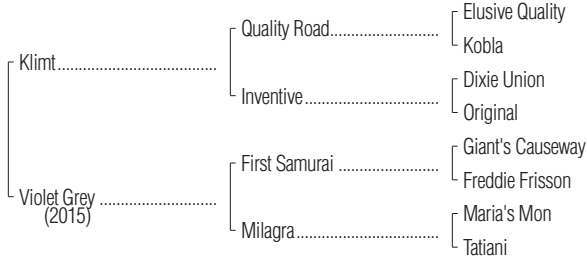 Klimt
Violet Grey
(2015)
Quality Road
Inventive
First Samurai
Milagra
Elusive Quality
Kobla
Dixie Union
Original
Giant's Causeway
Freddie Frisson
Maria's Mon
Tatiani